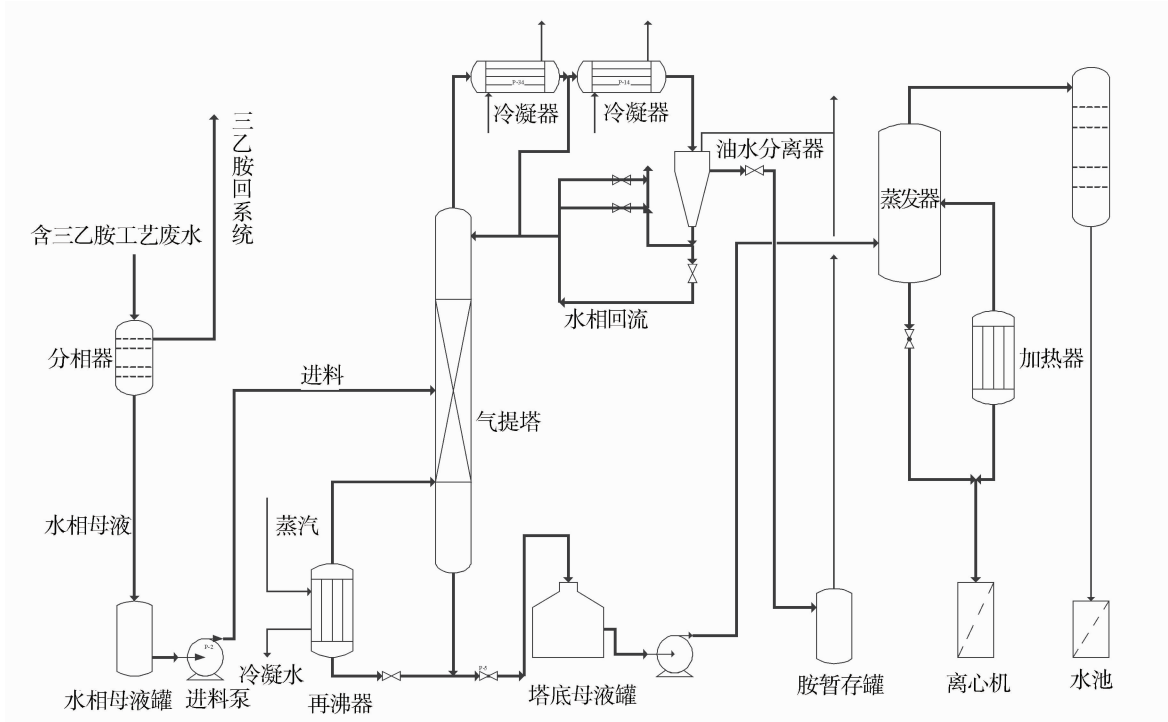 P-34
P-14
冷凝器
冷凝器
三乙胺回系统
油水分离器
蒸发器
含三乙胺工艺废水
水相回流
分相器
加热器
进料
气提塔
水相母液
蒸汽
P-2
P-5
冷凝水
水相母液罐
进料泵
再沸器
塔底母液罐
胺暂存罐
离心机
水池